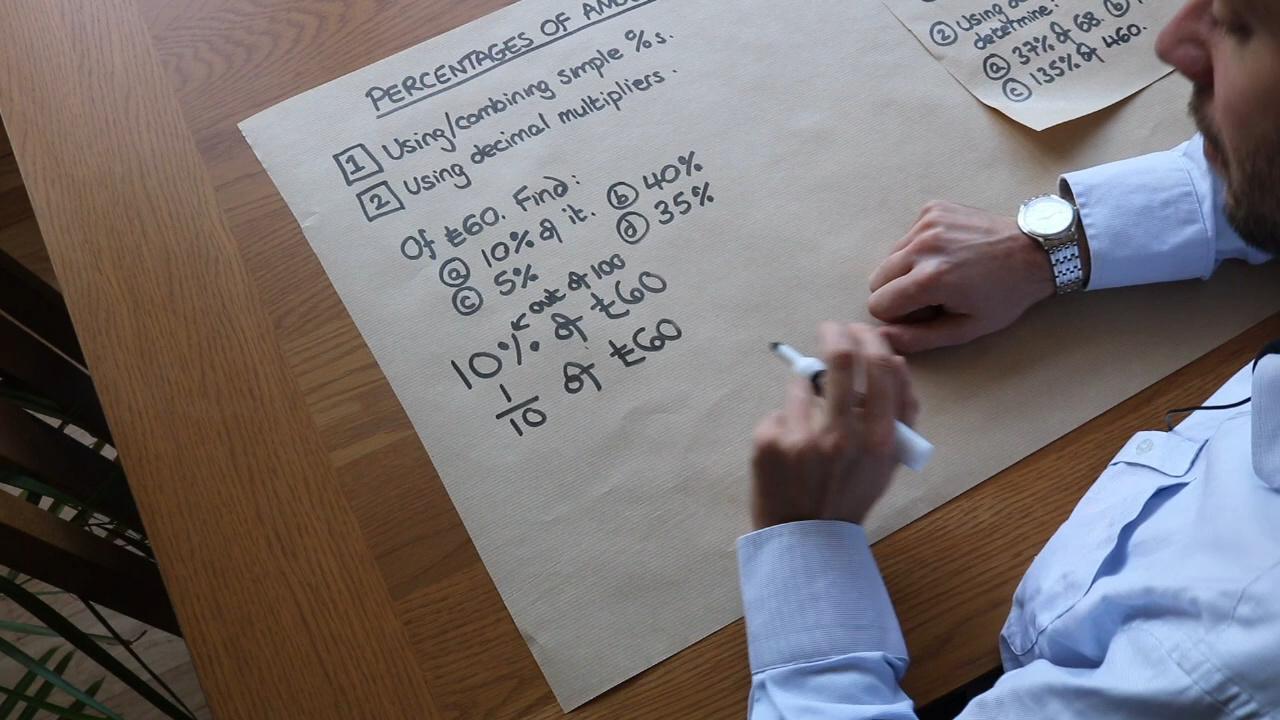 PERCENTAGES OF
1 Using/combining simple %s.
2 Using decimal multipliers.
Of £60. Find:
a 10% of it. b 40%
c 5% d 35%
out of 100
10% of £60
1/10 of £60
2 Using
determine:
a 37% of 68. b
c 135% of 460.